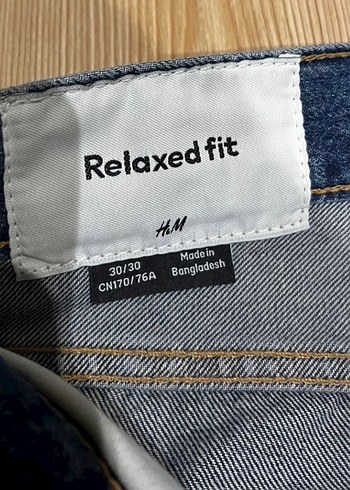 Relaxed fit
H&M
30/30
CN170/76A
Made in
Bangladesh